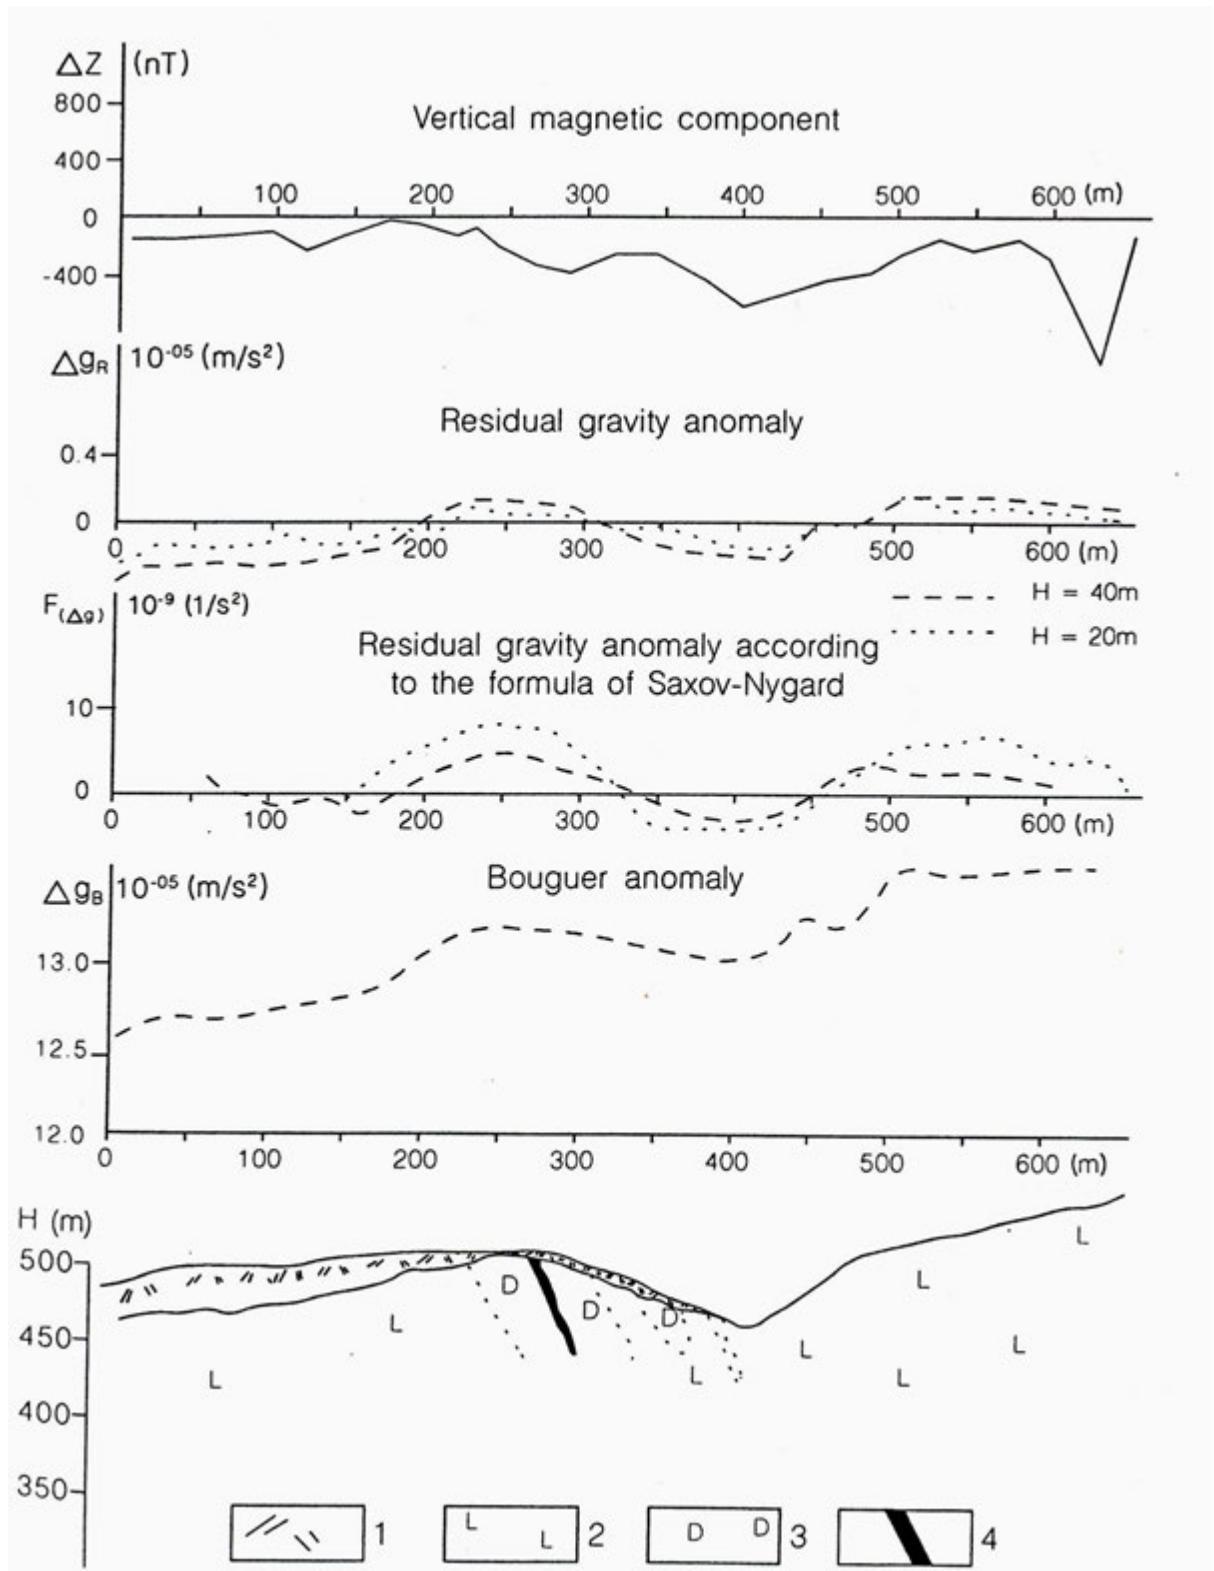 ΔZ (nT)
800
Vertical magnetic component
400
100 200 300 400 500 600 (m)
0
-400
Δg_R 10⁻⁰⁵ (m/s²)
Residual gravity anomaly
0.4
0
0 200 300 500 600 (m)
F(Δg) 10⁻⁹ (1/s²)
H = 40m
Residual gravity anomaly according
H = 20m
to the formula of Saxov-Nygard
10
0
0 100 200 300 500 600 (m)
Δg_B 10⁻⁰⁵ (m/s²)
Bouguer anomaly
13.0
12.5
12.0
0 100 200 300 400 500 600 (m)
H (m)
L
500
D L
D
D
450 L L L
L L L
400
350
L D D
1 L 2 3 4